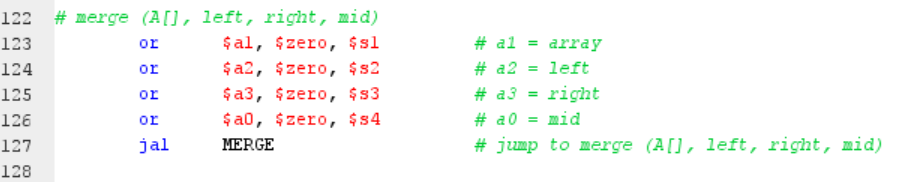 122 # merge (A[], left, right, mid)
123 or $a1, $zero, $s1 # a1 = array
124 or $a2, $zero, $s2 # a2 = left
125 or $a3, $zero, $s3 # a3 = right
126 or $a0, $zero, $s4 # a0 = mid
127 jal MERGE # jump to merge (A[], left, right, mid)
128